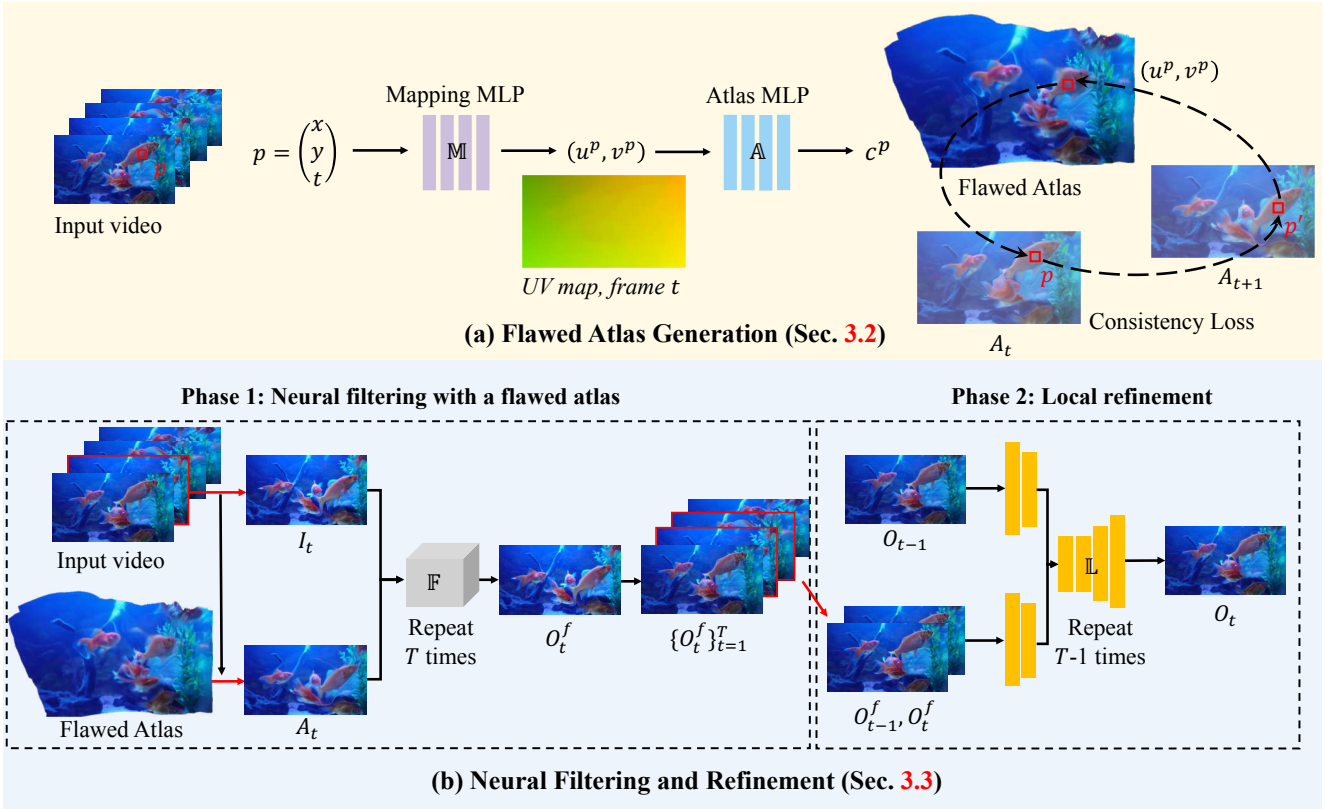 Input video
p
p = (x y t)
Mapping MLP
𝕄
(u^p, v^p)
UV map, frame t
Atlas MLP
𝔸
c^p
Flawed Atlas
(u^p, v^p)
p
A_t
p′
A_{t+1}
Consistency Loss
(a) Flawed Atlas Generation (Sec. 3.2)
Phase 1: Neural filtering with a flawed atlas
Input video
I_t
Flawed Atlas
A_t
𝔽
Repeat
T times
O_t^f
{O_t^f}_{t=1}^T
Phase 2: Local refinement
O_{t-1}
O_{t-1}^f, O_t^f
𝕃
Repeat
T-1 times
O_t
(b) Neural Filtering and Refinement (Sec. 3.3)